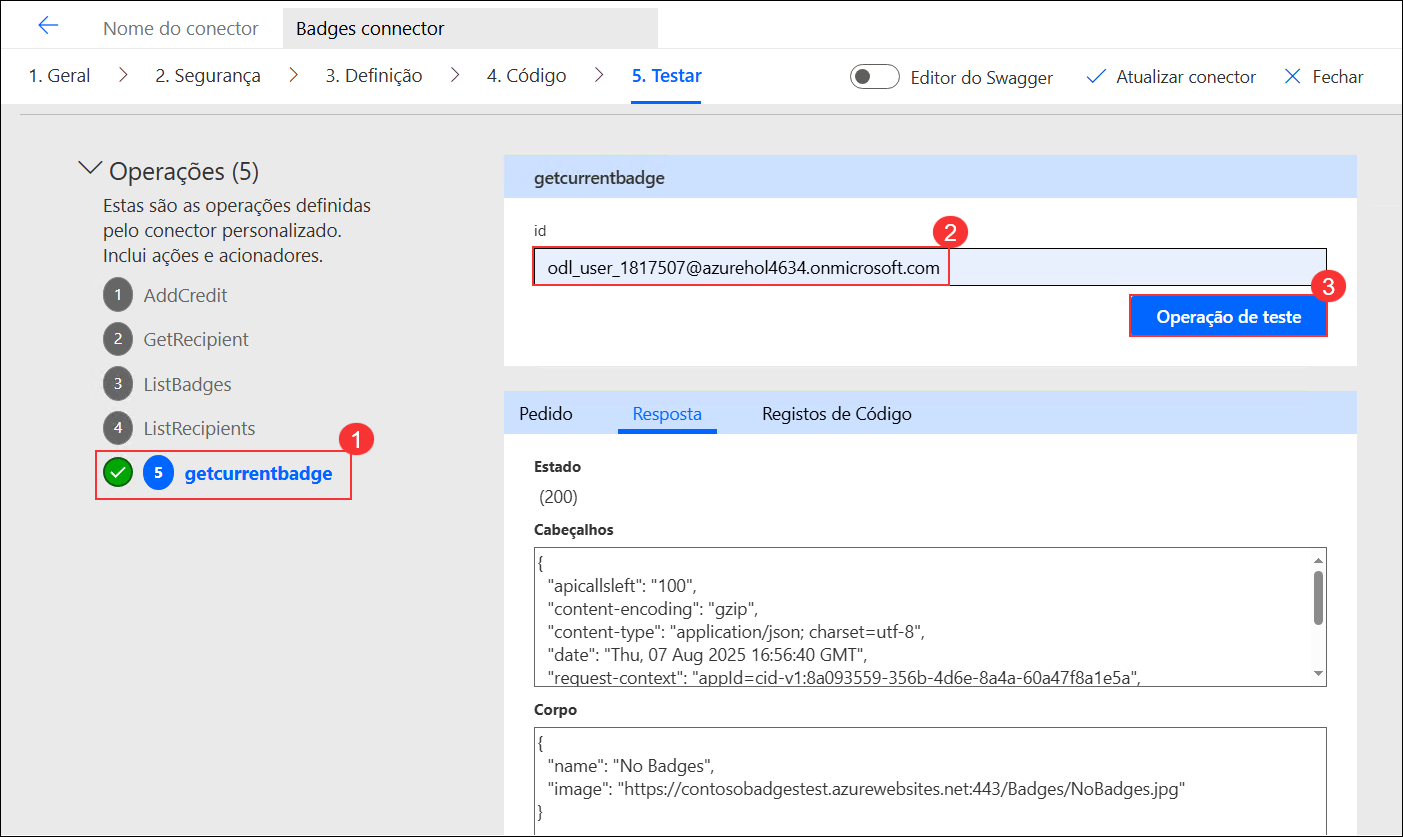 Nome do conector
Badges connector
1. Geral
2. Segurança
3. Definição
4. Código
5. Testar
Editor do Swagger
Atualizar conector
Fechar
Operações (5)
Estas são as operações definidas
pelo conector personalizado.
Inclui ações e acionadores.
1 AddCredit
2 GetRecipient
3 ListBadges
4 ListRecipients
1
5 getcurrentbadge
getcurrentbadge
id
2
odl_user_1817507@azurehol4634.onmicrosoft.com
3
Operação de teste
Pedido
Resposta
Registos de Código
Estado
(200)
Cabeçalhos
{
"apicallsleft": "100",
"content-encoding": "gzip",
"content-type": "application/json; charset=utf-8",
"date": "Thu, 07 Aug 2025 16:56:40 GMT",
"request-context": "appId=cid-v1:8a093559-356b-4d6e-8a4a-60a47f8a1e5a",
Corpo
{
"name": "No Badges",
"image": "https://contosobadgestest.azurewebsites.net:443/Badges/NoBadges.jpg"
}